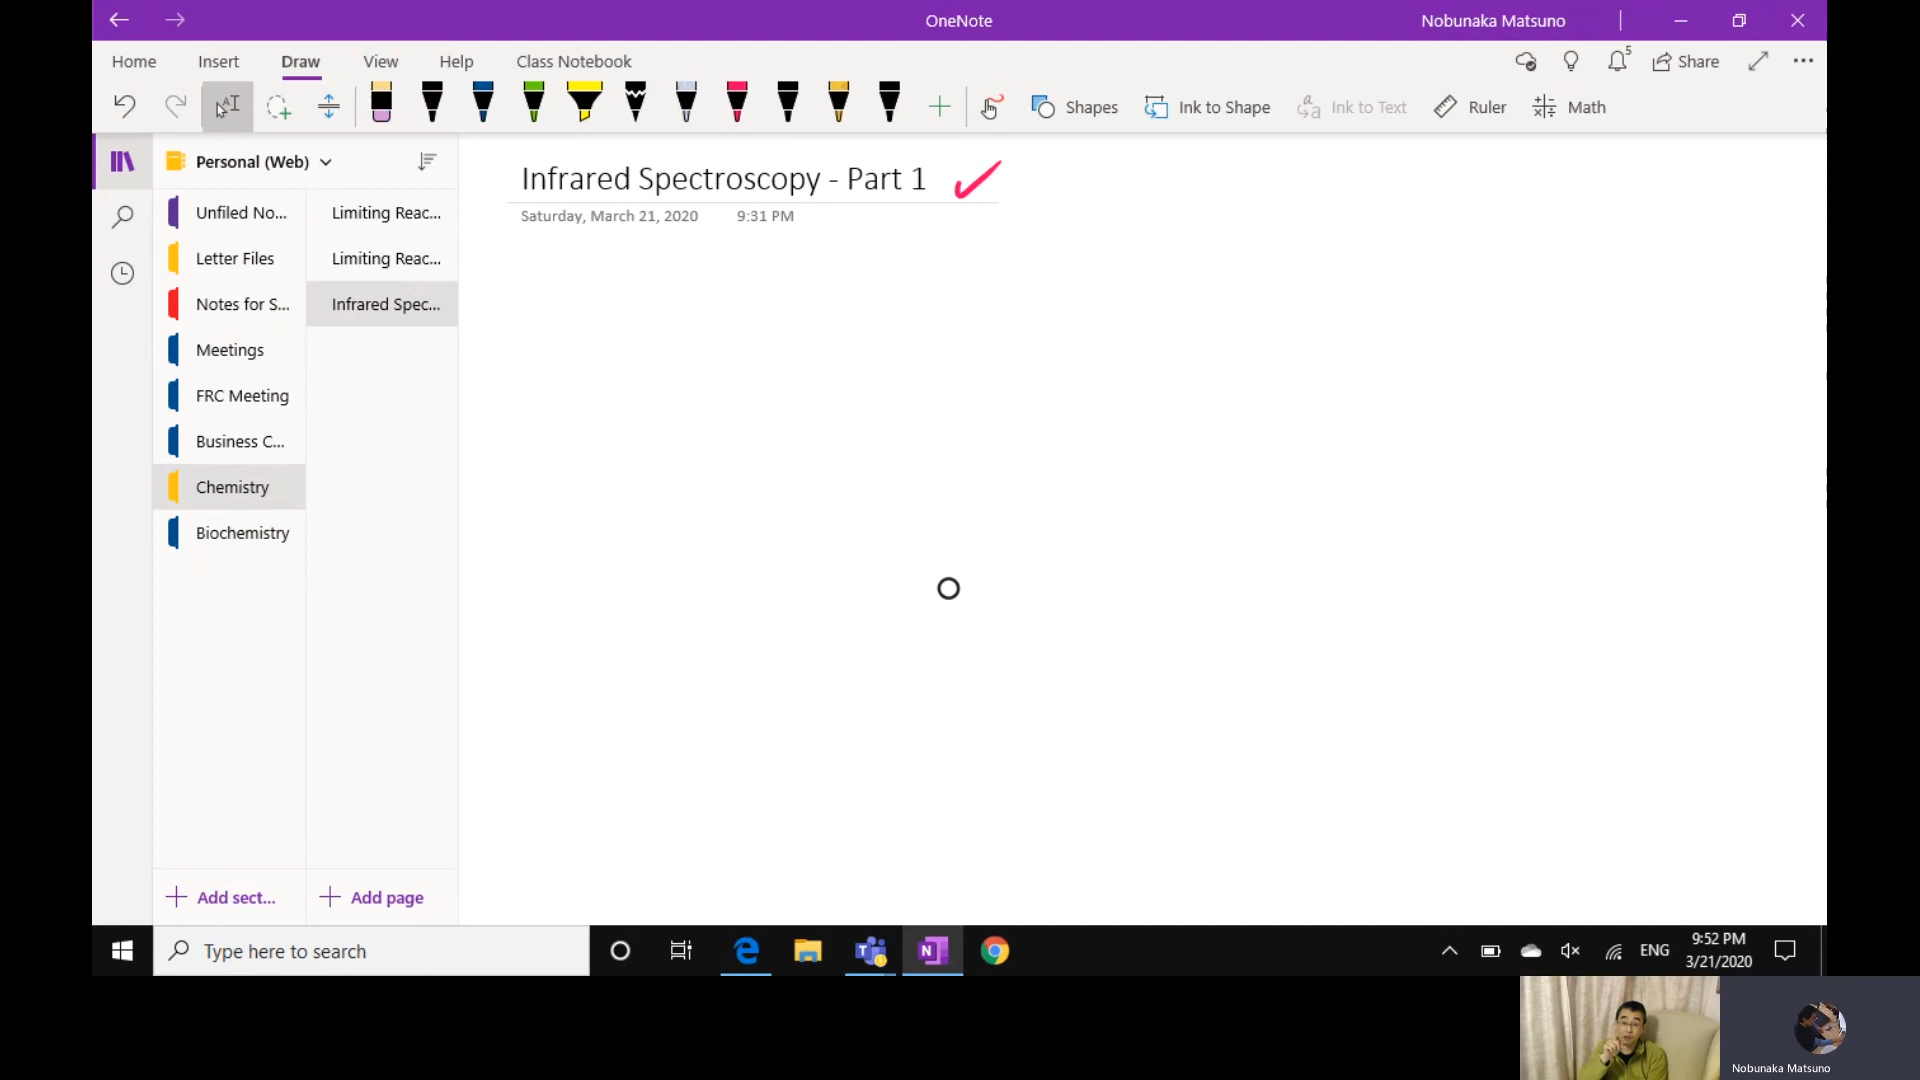 OneNote
Nobunaka Matsuno
Home Insert Draw View Help Class Notebook
5
Share
Shapes Ink to Shape Ink to Text Ruler Math
Personal (Web)
Unfiled No...
Letter Files
Notes for S...
Meetings
FRC Meeting
Business C...
Chemistry
Biochemistry
Limiting Reac...
Limiting Reac...
Infrared Spec...
Infrared Spectroscopy - Part 1
Saturday, March 21, 2020 9:31 PM
Add sect...
Add page
Type here to search
ENG
9:52 PM
3/21/2020
Nobunaka Matsuno